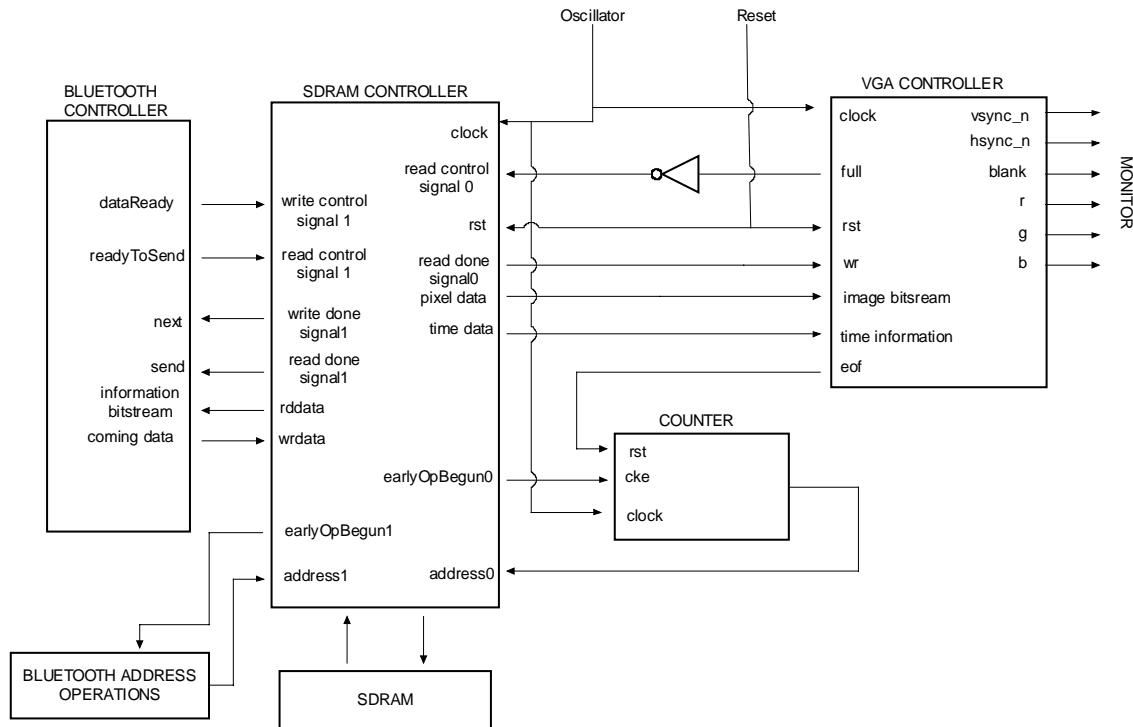 Oscillator
Reset
BLUETOOTH
CONTROLLER
dataReady
readyToSend
next
send
information
bitstream
coming data
SDRAM CONTROLLER
clock
read control
signal 0
write control
signal 1
rst
read control
signal 1
read done
signal0
pixel data
write done
signal1
time data
read done
signal1
rddata
wrdata
earlyOpBegun0
earlyOpBegun1
address1
address0
VGA CONTROLLER
clock
vsync_n
hsync_n
full
blank
r
rst
g
wr
b
image bitsream
time information
eof
MONITOR
COUNTER
rst
cke
clock
BLUETOOTH ADDRESS
OPERATIONS
SDRAM